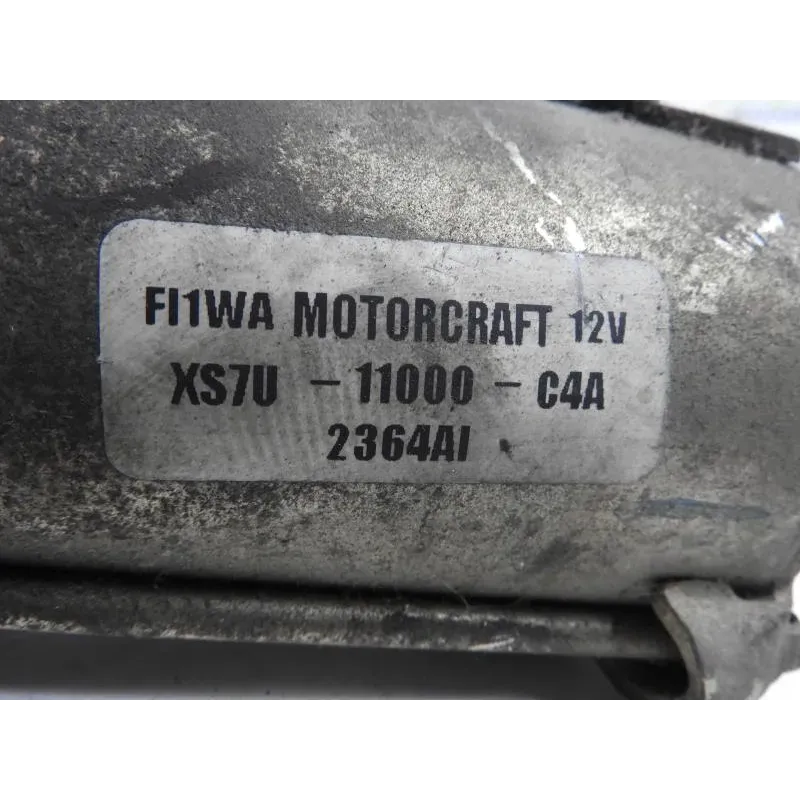 FI1WA MOTORCRAFT 12V
XS7U - 11000 - C4A
2364AI